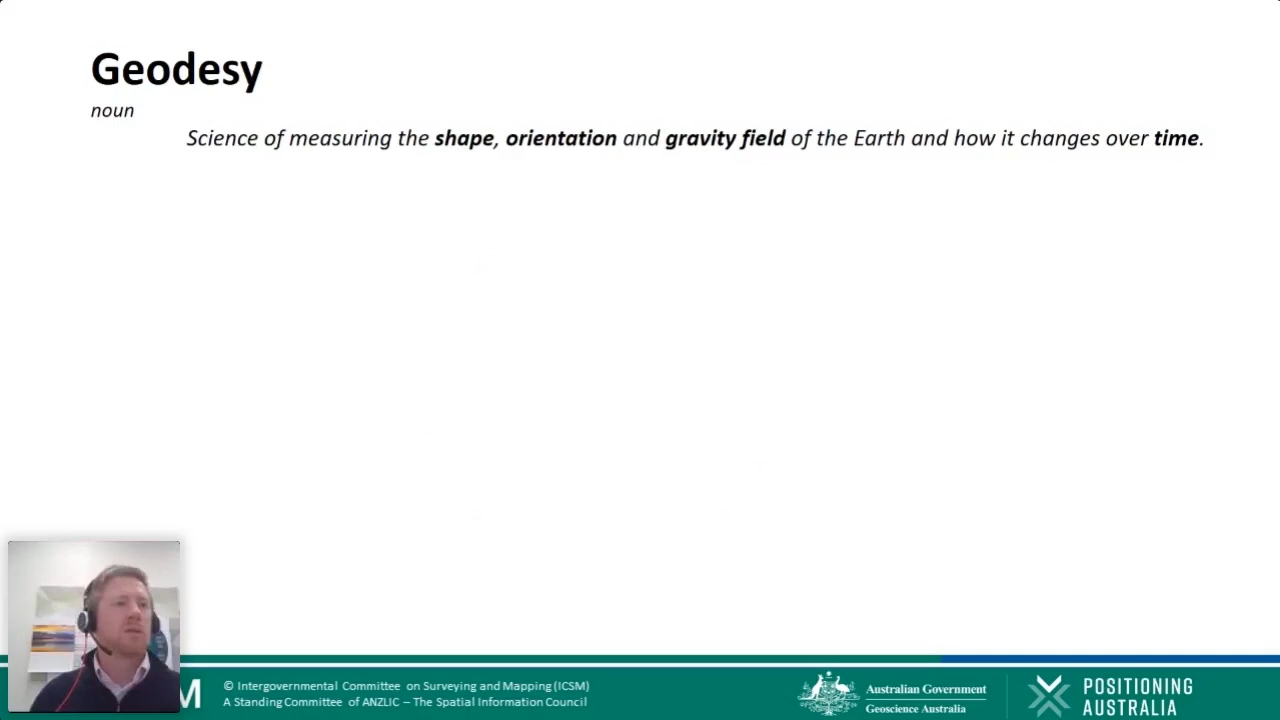 Geodesy
noun
Science of measuring the shape, orientation and gravity field of the Earth and how it changes over time.
M
© Intergovernmental Committee on Surveying and Mapping (ICSM)
A Standing Committee of ANZLIC – The Spatial Information Council
Australian Government
Geoscience Australia
POSITIONING
AUSTRALIA